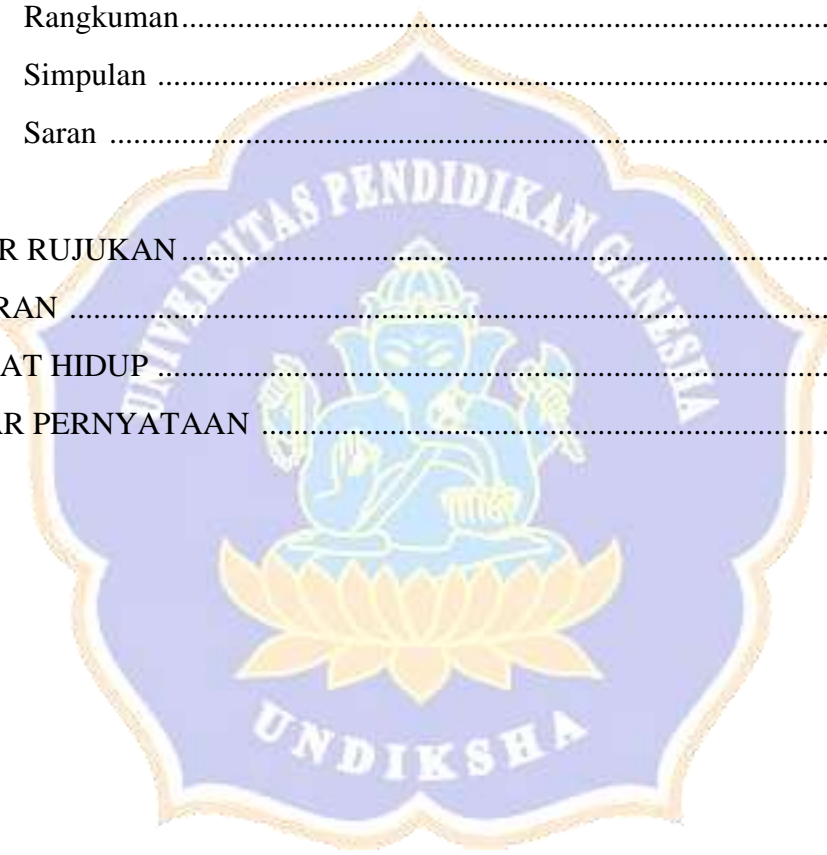 Rangkuman....................................................................................
Simpulan ....................................................................................
Saran ....................................................................................
UNIVERSITAS PENDIDIKAN GANESHA
R RUJUKAN....................................................................................
RAN ....................................................................................
AT HIDUP ....................................................................................
AR PERNYATAAN ....................................................................................
UNDIKSHA